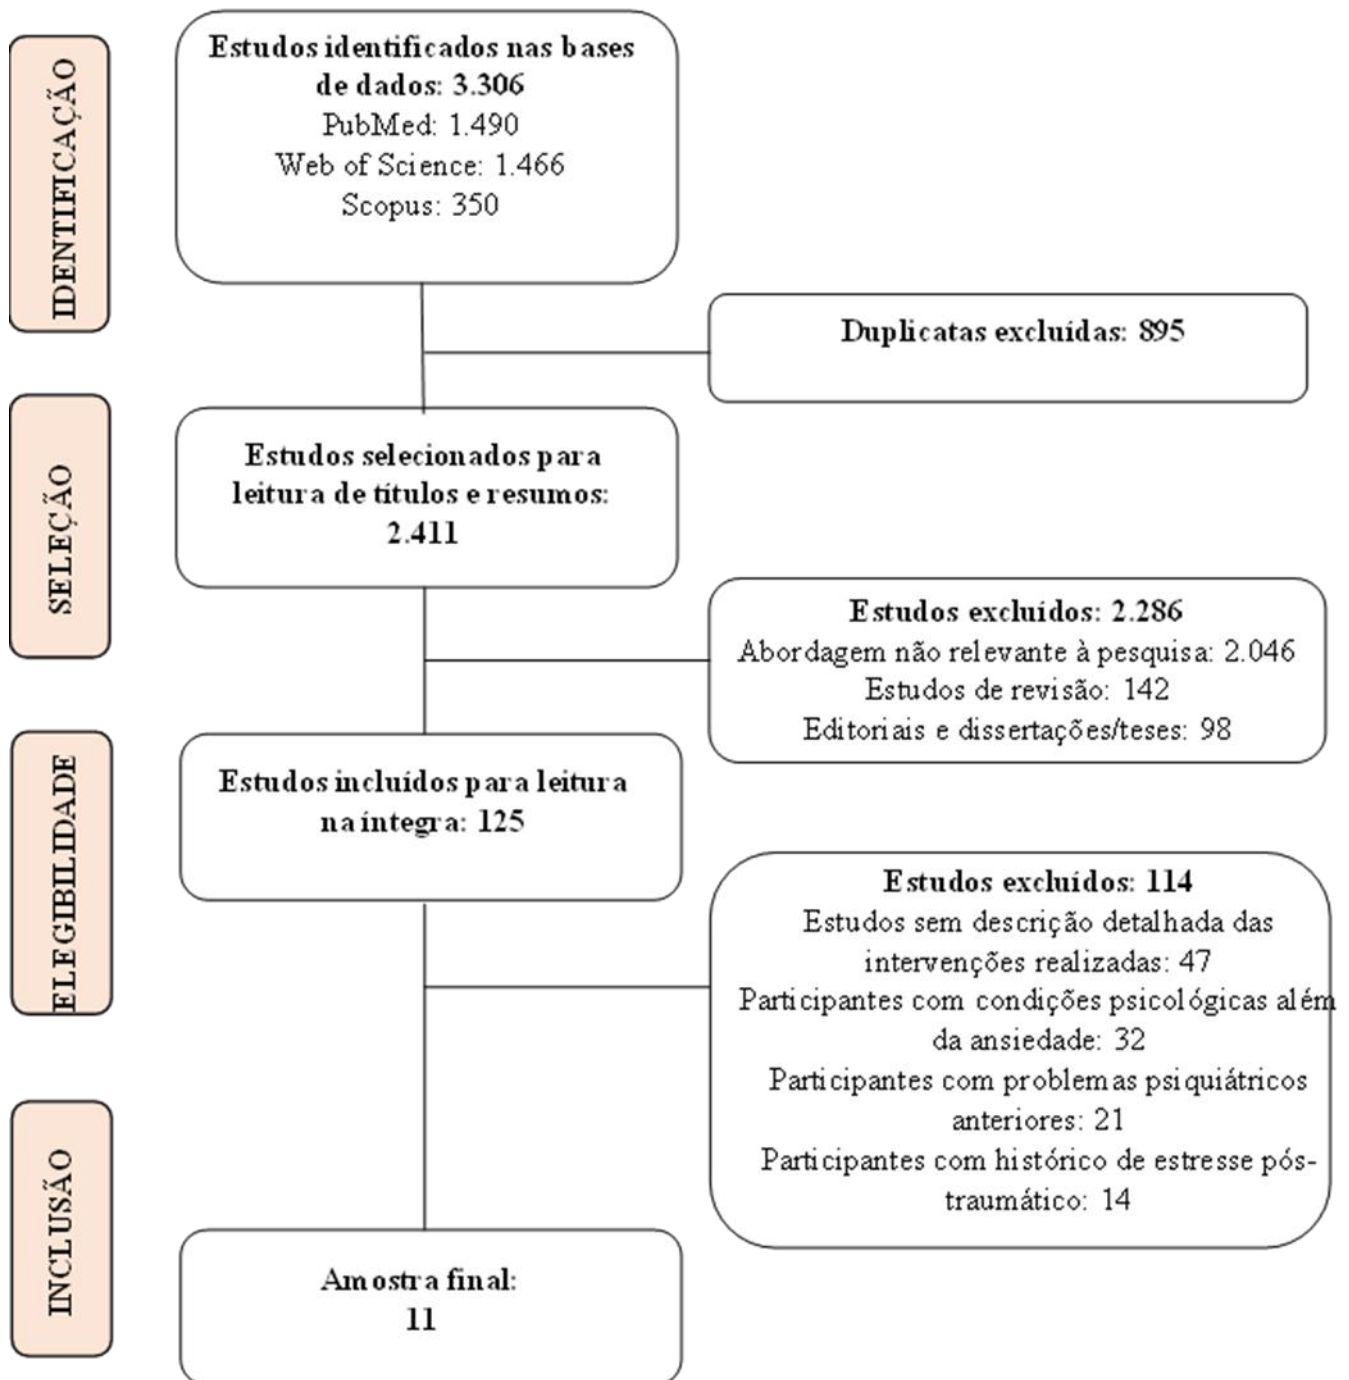 IDENTIFICAÇÃO
Estudos identificados nas bases
de dados: 3.306
PubMed: 1.490
Web of Science: 1.466
Scopus: 350
Duplicatas excluídas: 895
SELEÇÃO
Estudos selecionados para
leitura de títulos e resumos:
2.411
Estudos excluídos: 2.286
Abordagem não relevante à pesquisa: 2.046
Estudos de revisão: 142
Editoriais e dissertações/teses: 98
ELEGIBILIDADE
Estudos incluídos para leitura
na íntegra: 125
Estudos excluídos: 114
Estudos sem descrição detalhada das
intervenções realizadas: 47
Participantes com condições psicológicas além
da ansiedade: 32
Participantes com problemas psiquiátricos
anteriores: 21
Participantes com histórico de estresse pós-
traumático: 14
INCLUSÃO
Amostra final:
11